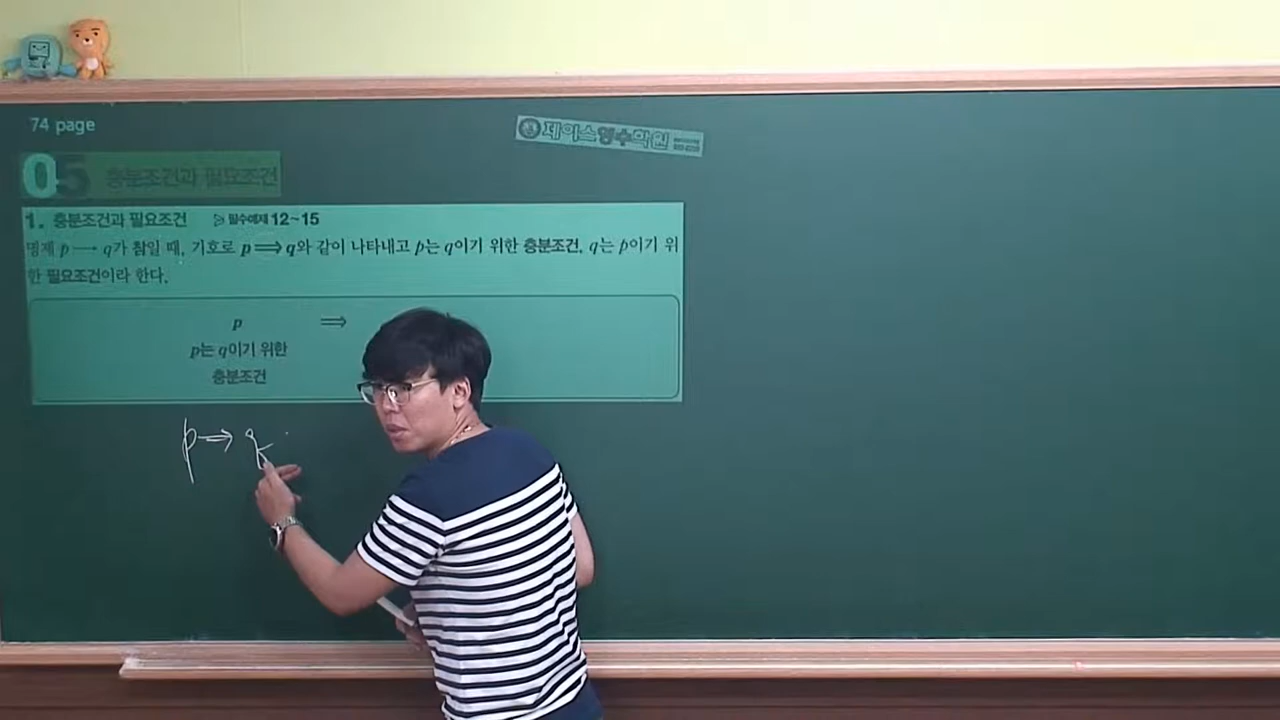 74 page
제이스영수학원
05 충분조건과 필요조건
1. 충분조건과 필요조건 필수예제 12~15
명제 p → q가 참일 때, 기호로 p ⟹ q와 같이 나타내고 p는 q이기 위한 충분조건, q는 p이기 위
한 필요조건이라 한다.
p ⟹
p는 q이기 위한
충분조건
p → q